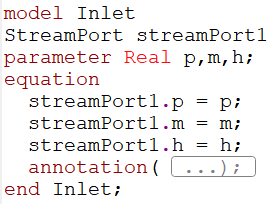 model Inlet
StreamPort streamPort1
parameter Real p,m,h;
equation
streamPort1.p = p;
streamPort1.m = m;
streamPort1.h = h;
annotation( ...);
end Inlet;